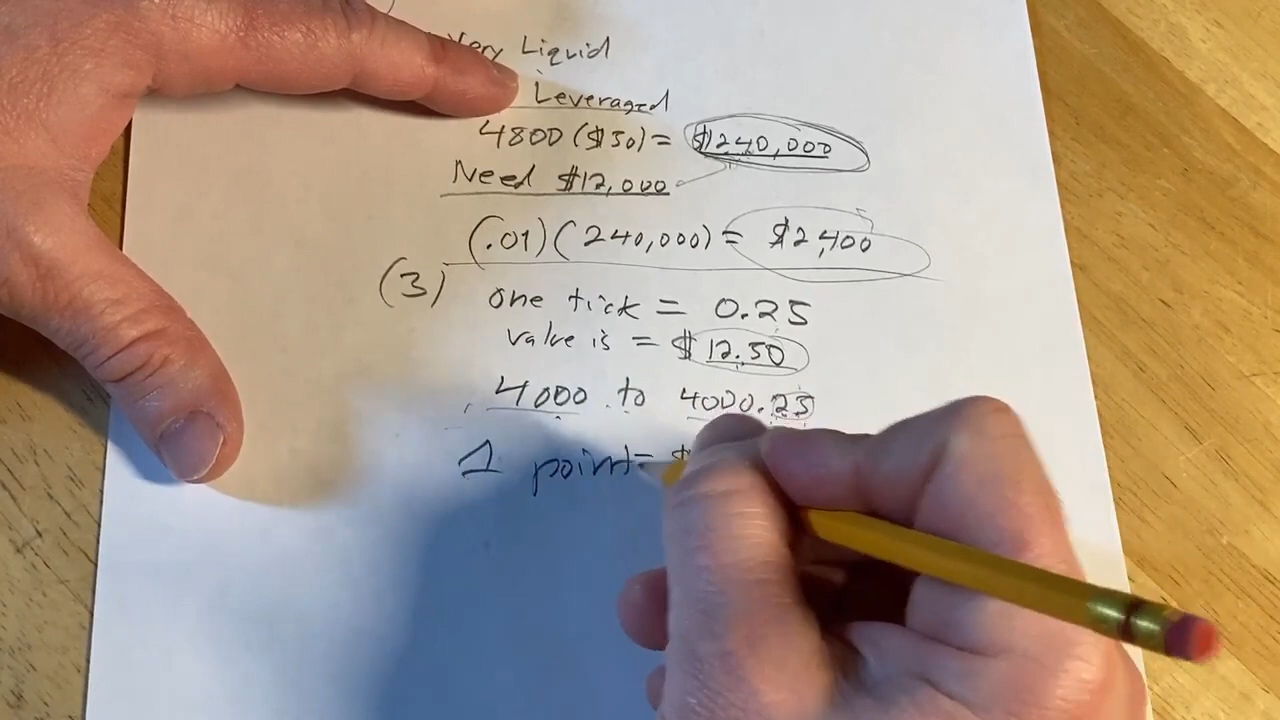 Very Liquid
Leveraged
4800 ($50) = $240,000
Need $12,000
(.01)(240,000) = $2,400
(3) one tick = 0.25
value is = $12.50
4000 to 4000.25
1 point = $